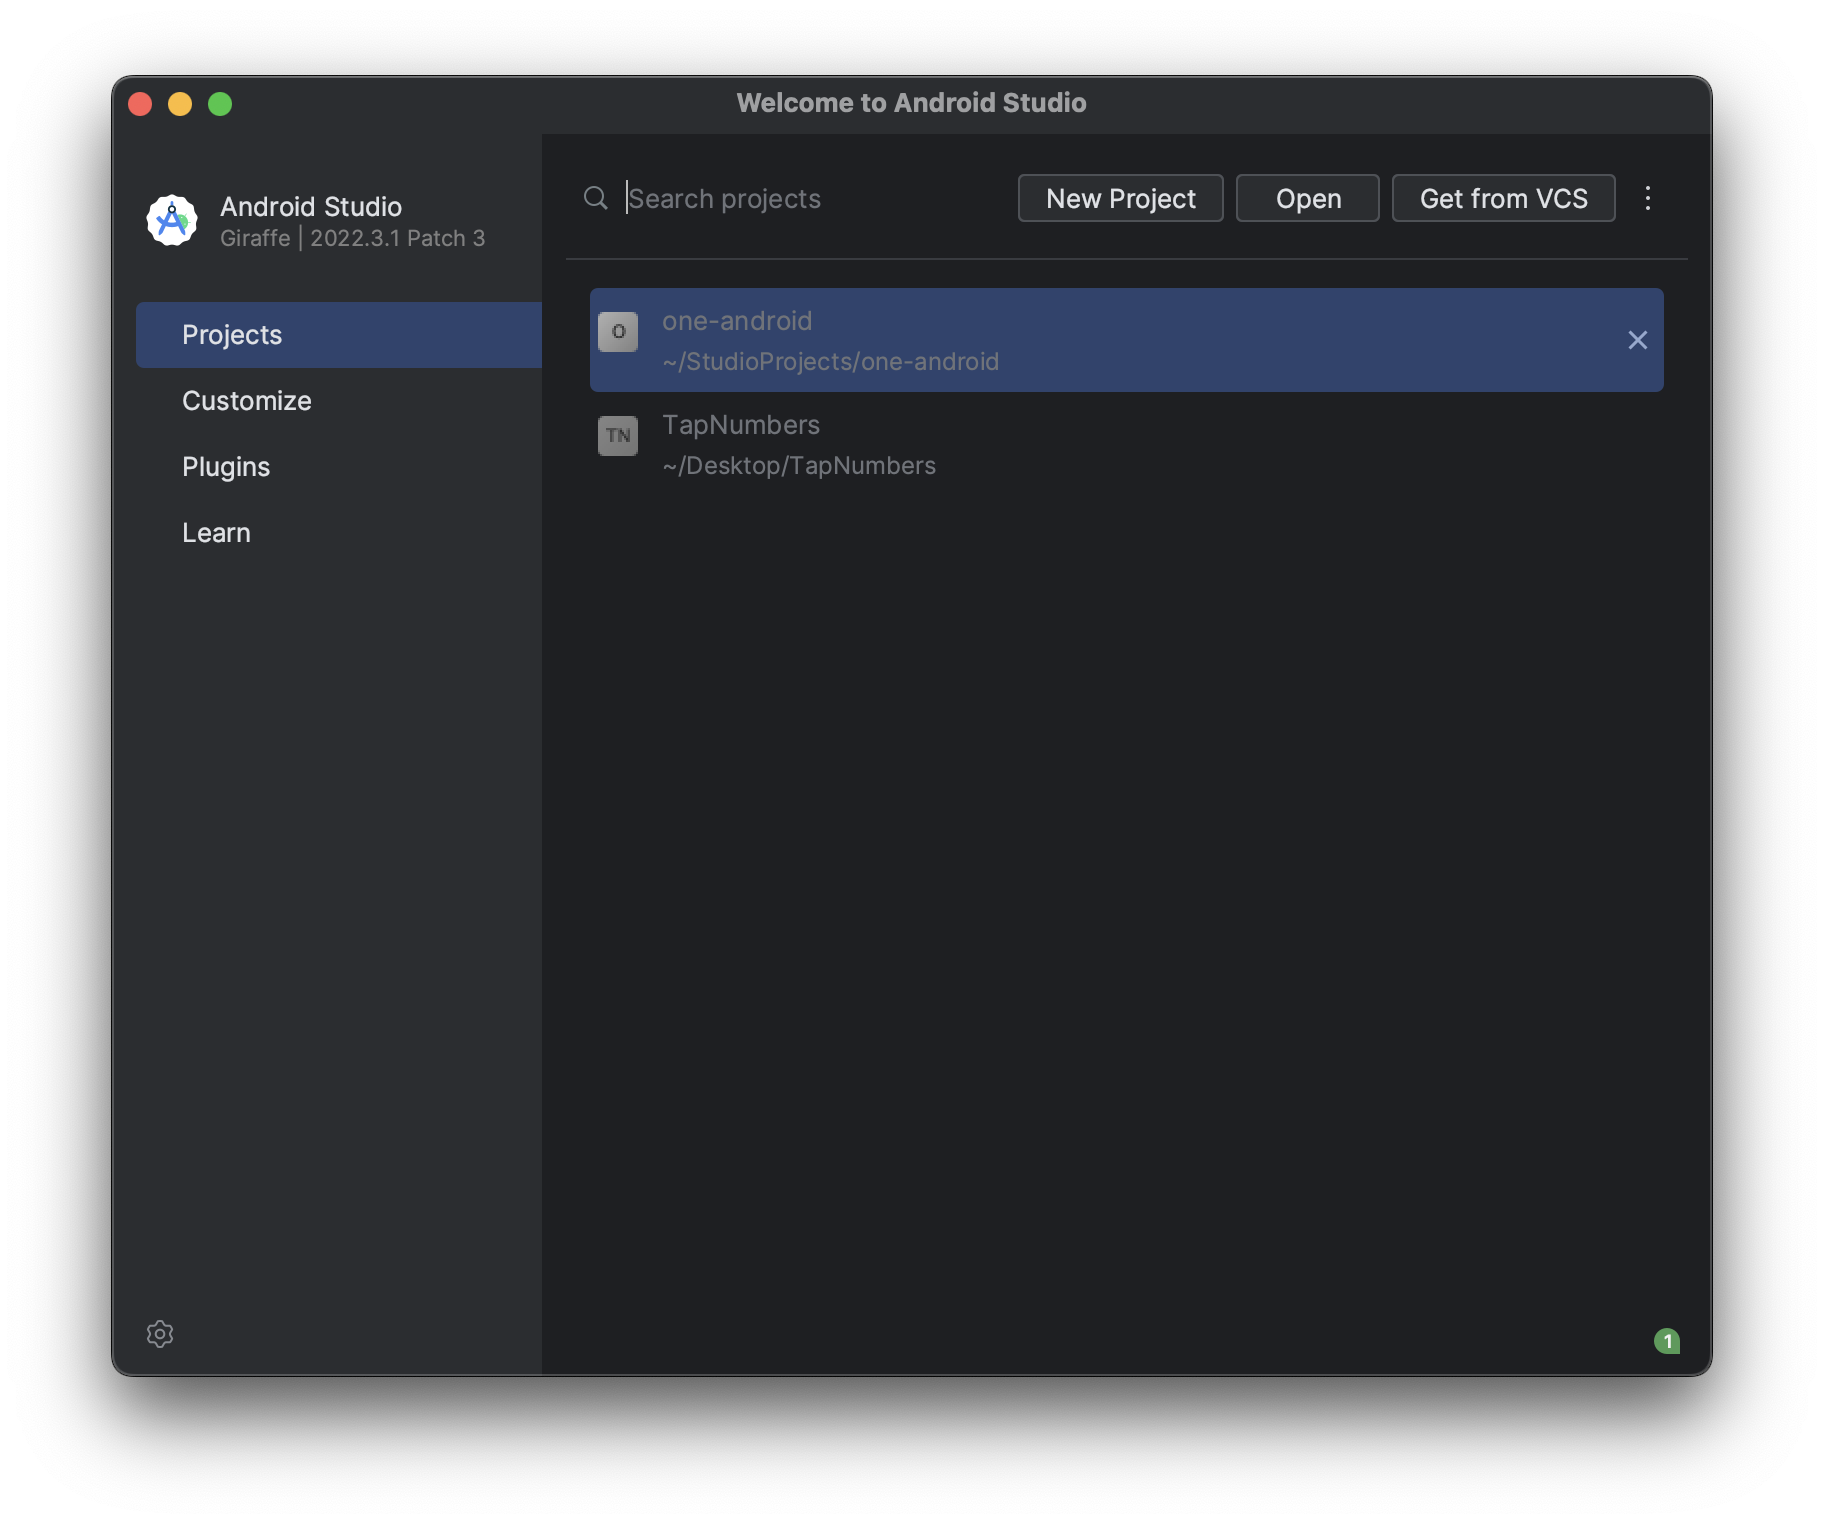 Welcome to Android Studio
Android Studio
Giraffe | 2022.3.1 Patch 3
Projects
Customize
Plugins
Learn
Search projects
New Project
Open
Get from VCS
O
one-android
~/StudioProjects/one-android
TN
TapNumbers
~/Desktop/TapNumbers
1